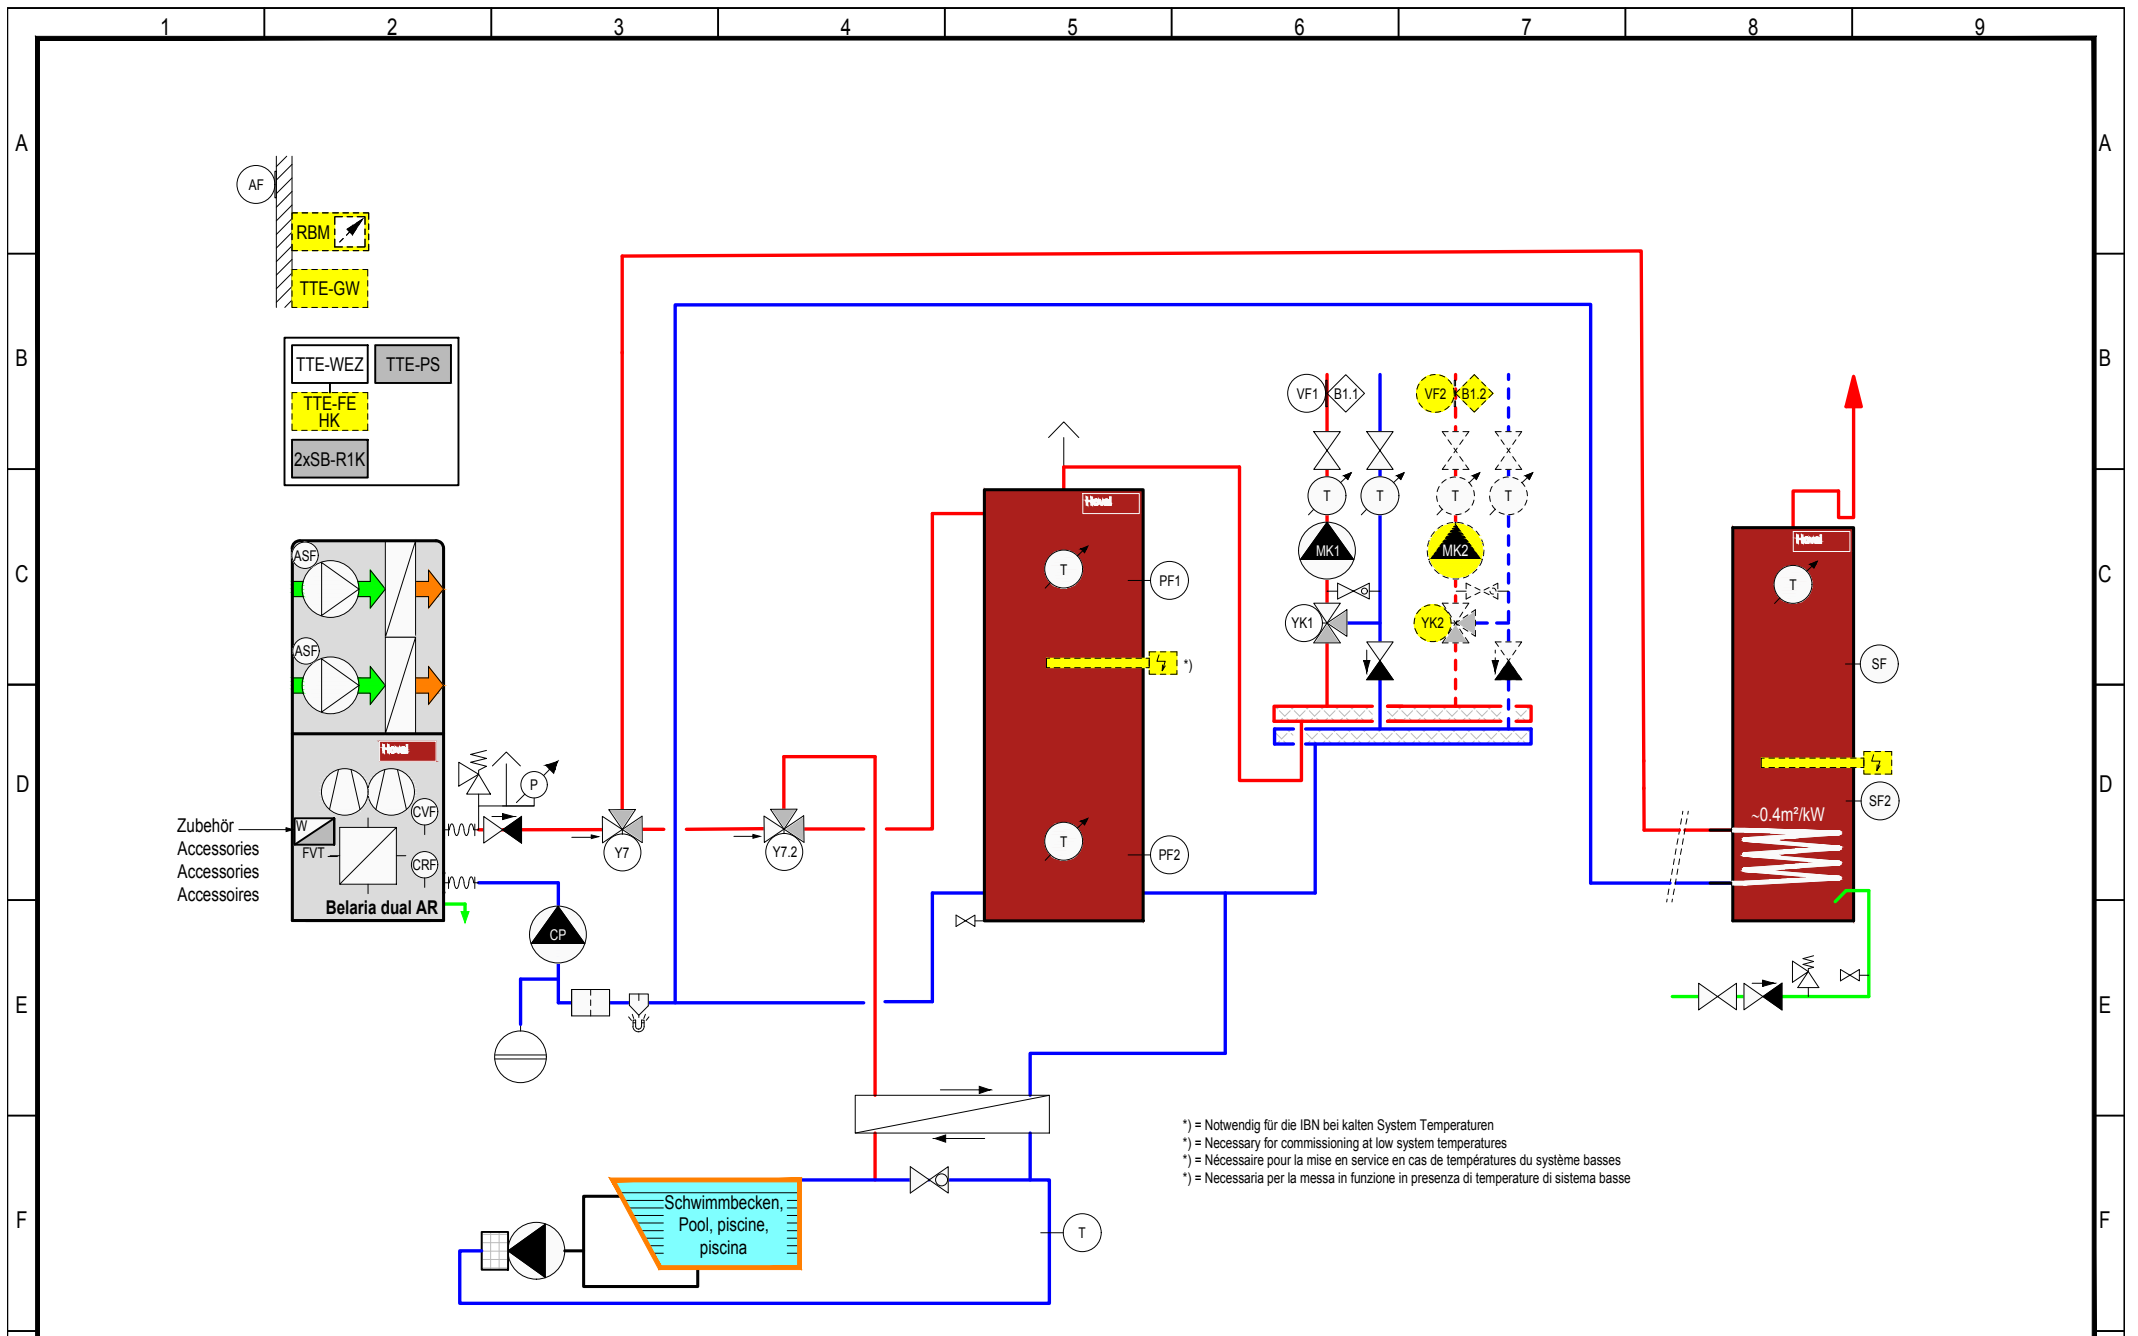 1 2 3 4 5 6 7 8 9
A A
AF
RBM
TTE-GW
B B
TTE-WEZ TTE-PS
TTE-FE
HK
2xSB-R1K
VF1 B1.1 VF2 B1.2
T T T T
Hoval
Hoval
ASF
MK1 MK2
C C
T PF1
T
YK1 YK2
ASF
*)
SF
Hoval
D D
P
CVF
SF2
~0.4m²/kW
Zubehör
Accessories
Accessories
Accessoires
W
FVT
CRF
Y7 Y7.2
T PF2
Belaria dual AR
CP
E E
*) = Notwendig für die IBN bei kalten System Temperaturen
*) = Necessary for commissioning at low system temperatures
*) = Nécessaire pour la mise en service en cas de températures du système basses
*) = Necessaria per la messa in funzione in presenza di temperature di sistema basse
F F
Schwimmbecken,
Pool, piscine,
piscina
T